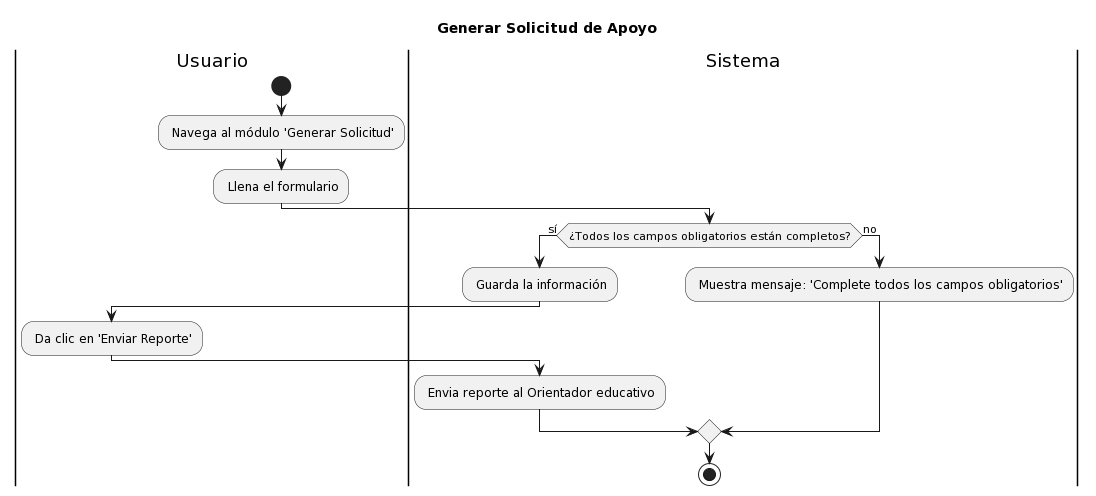 Generar Solicitud de Apoyo
Usuario
Sistema
Navega al módulo 'Generar Solicitud'
Llena el formulario
¿Todos los campos obligatorios están completos?
sí
no
Guarda la información
Muestra mensaje: 'Complete todos los campos obligatorios'
Da clic en 'Enviar Reporte'
Envia reporte al Orientador educativo